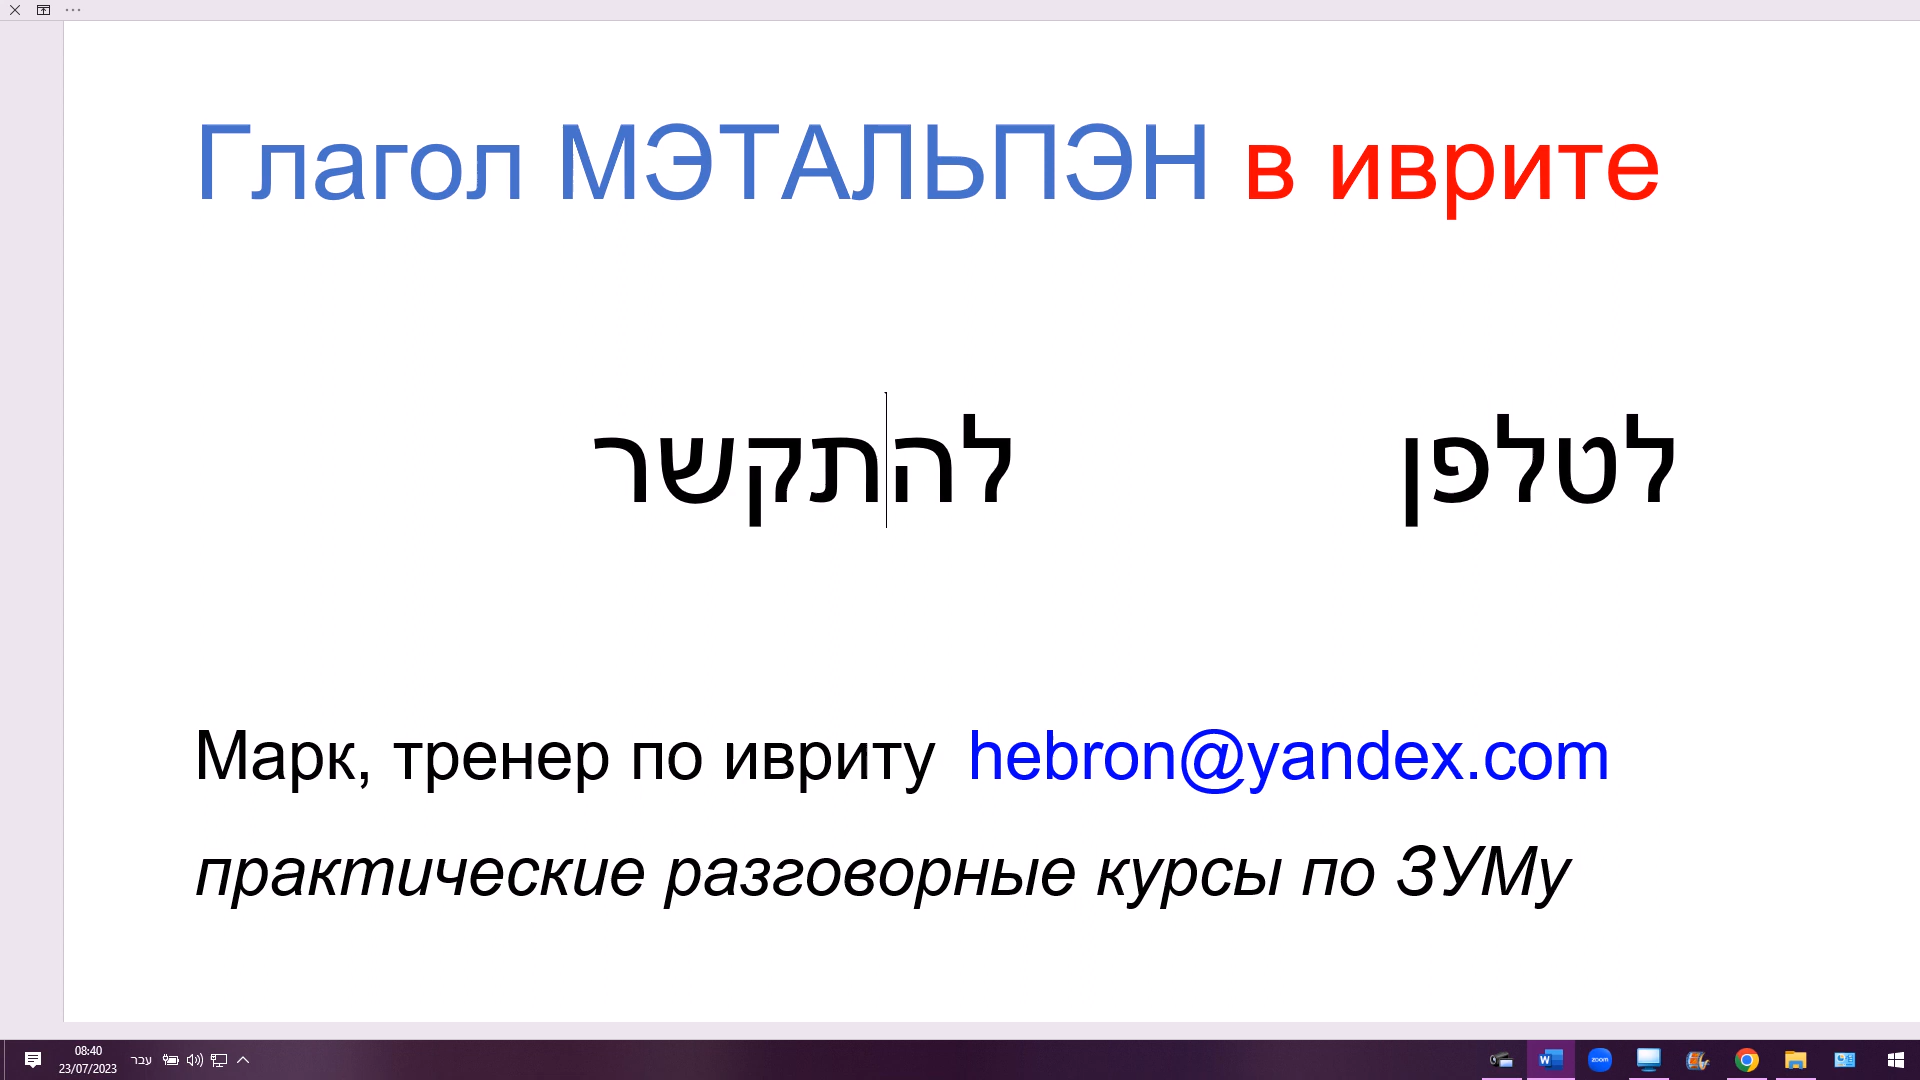 Глагол МЭТАЛЬПЭН в иврите
לטלפן להתקשר
Марк, тренер по ивриту hebron@yandex.com
практические разговорные курсы по ЗУМу
08:40
23/07/2023
עבר
zoom